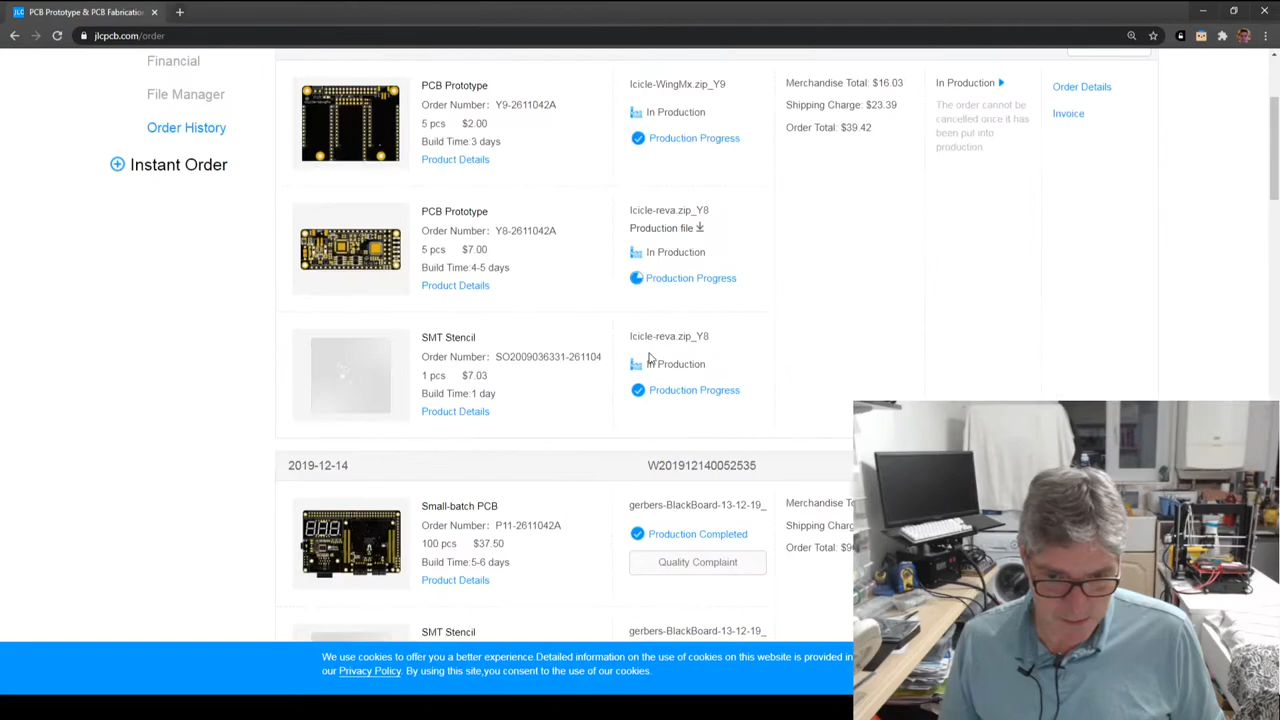 JLC PCB Prototype & PCB Fabricatio
jlcpcb.com/order
Financial
File Manager
Order History
Instant Order
PCB Prototype
Order Number: Y9-2611042A
5 pcs $2.00
Build Time:3 days
Product Details
Icicle-WingMx.zip_Y9
In Production
Production Progress
Merchandise Total: $16.03
Shipping Charge: $23.39
Order Total: $39.42
In Production
The order cannot be
cancelled once it has
been put into
production
Order Details
Invoice
PCB Prototype
Order Number: Y8-2611042A
5 pcs $7.00
Build Time:4-5 days
Product Details
Icicle-reva.zip_Y8
Production file
In Production
Production Progress
SMT Stencil
Order Number: SO2009036331-261104
1 pcs $7.03
Build Time:1 day
Product Details
Icicle-reva.zip_Y8
In Production
Production Progress
2019-12-14 W201912140052535
Small-batch PCB
Order Number: P11-2611042A
100 pcs $37.50
Build Time:5-6 days
Product Details
gerbers-BlackBoard-13-12-19_
Production Completed
Quality Complaint
Merchandise To
Shipping Charg
Order Total: $9
SMT Stencil
gerbers-BlackBoard-13-12-19_
We use cookies to offer you a better experience Detailed information on the use of cookies on this website is provided in
our Privacy Policy. By using this site,you consent to the use of our cookies.